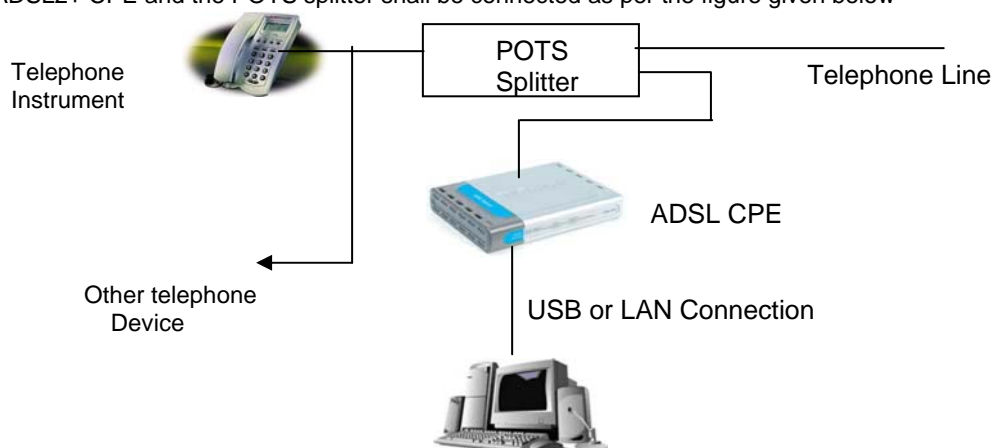 ADSL2+ CPE and the POTS splitter shall be connected as per the figure given below
POTS
Splitter
Telephone
Instrument
Telephone Line
ADSL CPE
Other telephone
Device
USB or LAN Connection